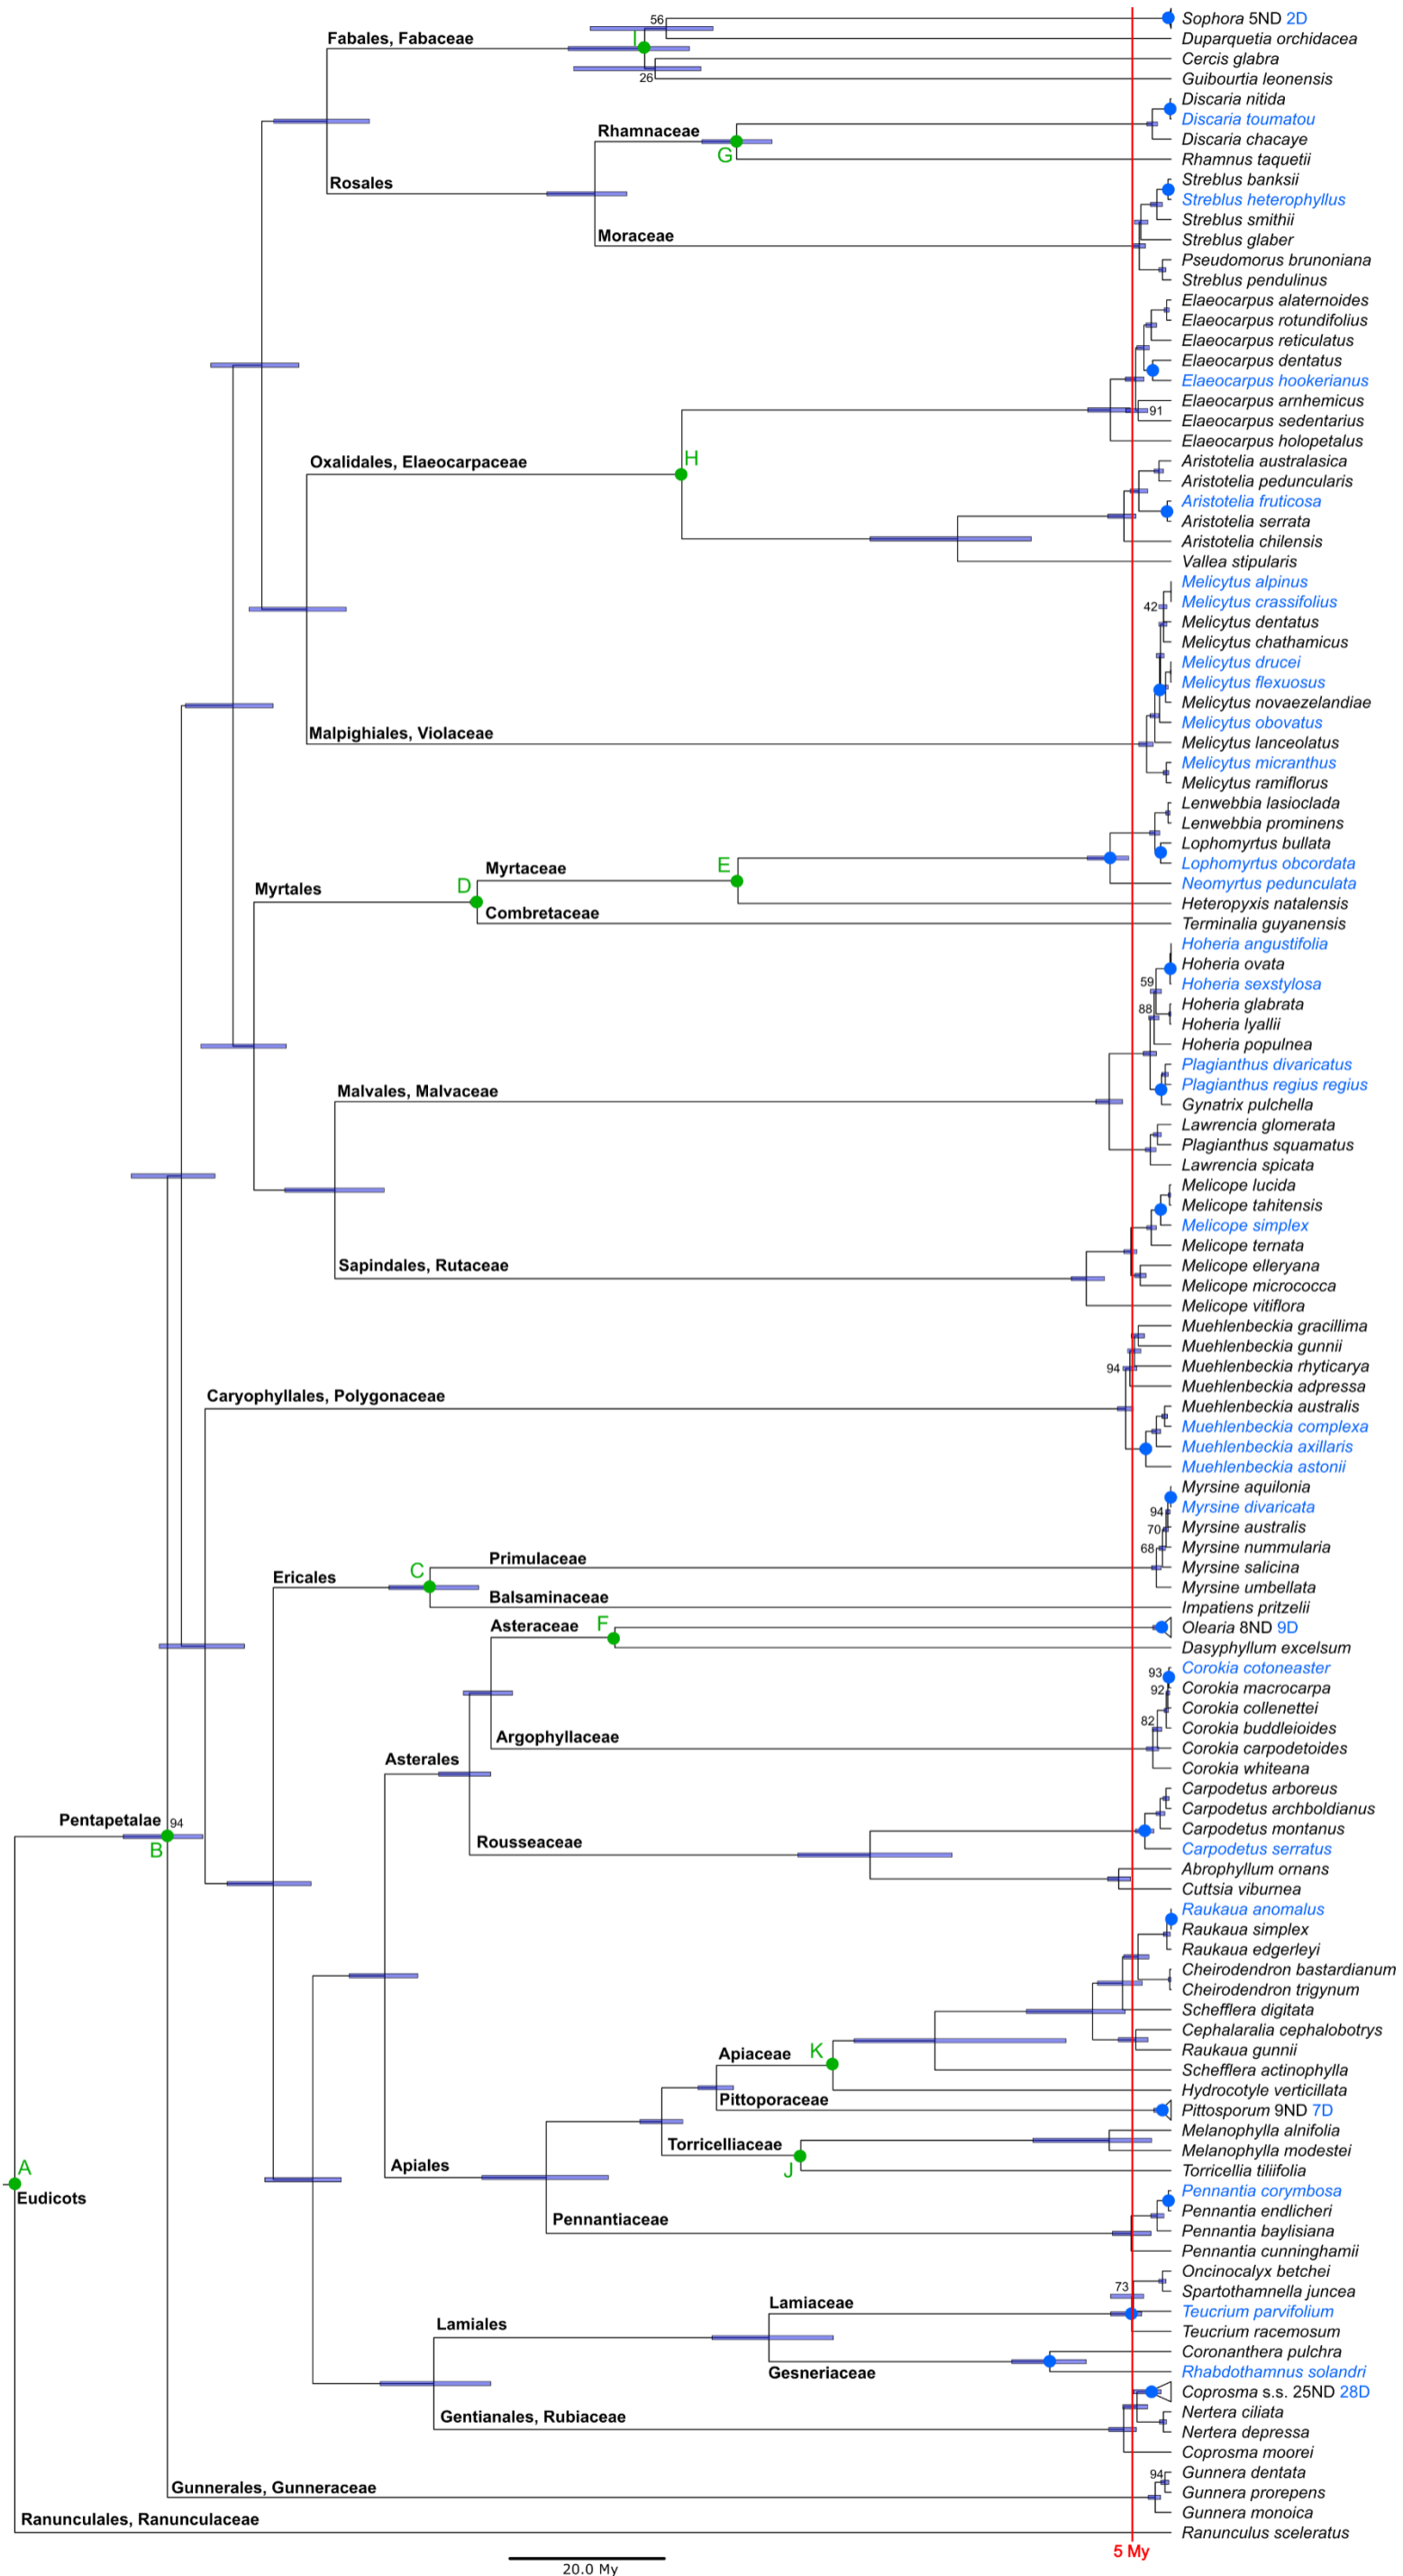 56
Sophora 5ND 2D
Fabales, Fabaceae
I
Duparquetia orchidacea
Cercis glabra
26
Guibourtia leonensis
Discaria nitida
Discaria toumatou
Rhamnaceae
Discaria chacaye
G
Rhamnus taquetii
Streblus banksii
Rosales
Streblus heterophyllus
Streblus smithii
Moraceae
Streblus glaber
Pseudomorus brunoniana
Streblus pendulinus
Elaeocarpus alaternoides
Elaeocarpus rotundifolius
Elaeocarpus reticulatus
Elaeocarpus dentatus
Elaeocarpus hookerianus
Elaeocarpus arnhemicus
91
Elaeocarpus sedentarius
Elaeocarpus holopetalus
Oxalidales, Elaeocarpaceae
H
Aristotelia australasica
Aristotelia peduncularis
Aristotelia fruticosa
Aristotelia serrata
Aristotelia chilensis
Vallea stipularis
Melicytus alpinus
42
Melicytus crassifolius
Melicytus dentatus
Melicytus chathamicus
Melicytus drucei
Melicytus flexuosus
Melicytus novaezelandiae
Melicytus obovatus
Malpighiales, Violaceae
Melicytus lanceolatus
Melicytus micranthus
Melicytus ramiflorus
Lenwebbia lasioclada
Lenwebbia prominens
Lophomyrtus bullata
Myrtaceae
E
Lophomyrtus obcordata
Myrtales
D
Neomyrtus pedunculata
Heteropyxis natalensis
Combretaceae
Terminalia guyanensis
Hoheria angustifolia
Hoheria ovata
59
Hoheria sexstylosa
88
Hoheria glabrata
Hoheria lyallii
Hoheria populnea
Plagianthus divaricatus
Malvales, Malvaceae
Plagianthus regius regius
Gynatrix pulchella
Lawrencia glomerata
Plagianthus squamatus
Lawrencia spicata
Melicope lucida
Melicope tahitensis
Melicope simplex
Melicope ternata
Sapindales, Rutaceae
Melicope elleryana
Melicope micrococca
Melicope vitiflora
Muehlenbeckia gracillima
Muehlenbeckia gunnii
94
Muehlenbeckia rhyticarya
Muehlenbeckia adpressa
Caryophyllales, Polygonaceae
Muehlenbeckia australis
Muehlenbeckia complexa
Muehlenbeckia axillaris
Muehlenbeckia astonii
Myrsine aquilonia
94
Myrsine divaricata
70
Myrsine australis
68
Myrsine nummularia
Primulaceae
Myrsine salicina
Ericales
C
Myrsine umbellata
Balsaminaceae
Impatiens pritzelii
Asteraceae
F
Olearia 8ND 9D
Dasyphyllum excelsum
93
Corokia cotoneaster
92
Corokia macrocarpa
Corokia collenettei
82
Corokia buddleioides
Argophyllaceae
Corokia carpodetoides
Asterales
Corokia whiteana
Carpodetus arboreus
Carpodetus archboldianus
Pentapetalae
94
Carpodetus montanus
B
Rousseaceae
Carpodetus serratus
Abrophyllum ornans
Cuttsia viburnea
Raukaua anomalus
Raukaua simplex
Raukaua edgerleyi
Cheirodendron bastardianum
Cheirodendron trigynum
Schefflera digitata
Cephalaralia cephalobotrys
Apiaceae
K
Raukaua gunnii
Schefflera actinophylla
Hydrocotyle verticillata
Pittoporaceae
Pittosporum 9ND 7D
Melanophylla alnifolia
Torricelliaceae
Melanophylla modestei
Apiales
J
Torricellia tiliifolia
A
Eudicots
Pennantia corymbosa
Pennantia endlicheri
Pennantiaceae
Pennantia baylisiana
Pennantia cunninghamii
Oncinocalyx betchei
73
Spartothamnella juncea
Lamiaceae
Teucrium parvifolium
Lamiales
Teucrium racemosum
Coronanthera pulchra
Gesneriaceae
Rhabdothamnus solandri
Coprosma s.s. 25ND 28D
Gentianales, Rubiaceae
Nertera ciliata
Nertera depressa
Coprosma moorei
94
Gunnera dentata
Gunnerales, Gunneraceae
Gunnera prorepens
Gunnera monoica
Ranunculales, Ranunculaceae
Ranunculus sceleratus
5 My
20.0 My